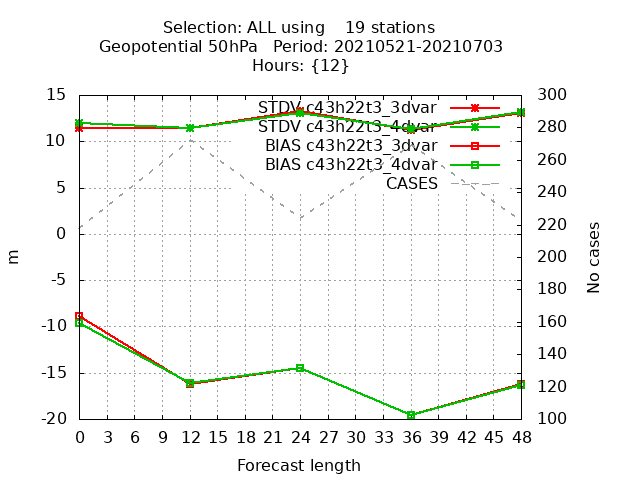 Selection: ALL using    19 stations
Geopotential 50hPa   Period: 20210521-20210703
Hours: {12}
STDV c43h22t3_3dvar
STDV c43h22t3_4dvar
BIAS c43h22t3_3dvar
BIAS c43h22t3_4dvar
CASES
15
10
5
0
-5
-10
-15
-20
m
300
280
260
240
220
200
180
160
140
120
100
No cases
0 3 6 9 12 15 18 21 24 27 30 33 36 39 42 45 48
Forecast length